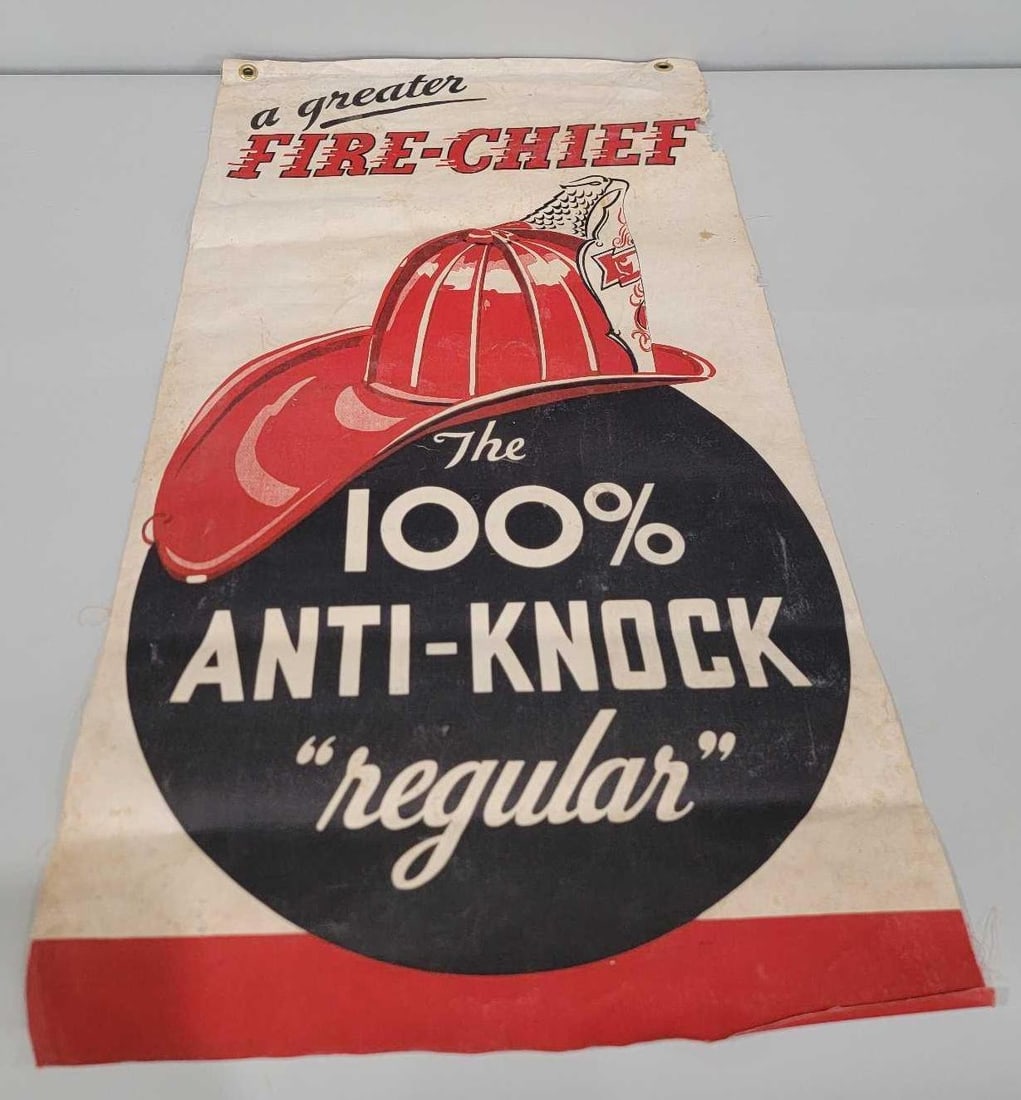 a greater
FIRE-CHIEF
The
100%
ANTI-KNOCK
"regular"